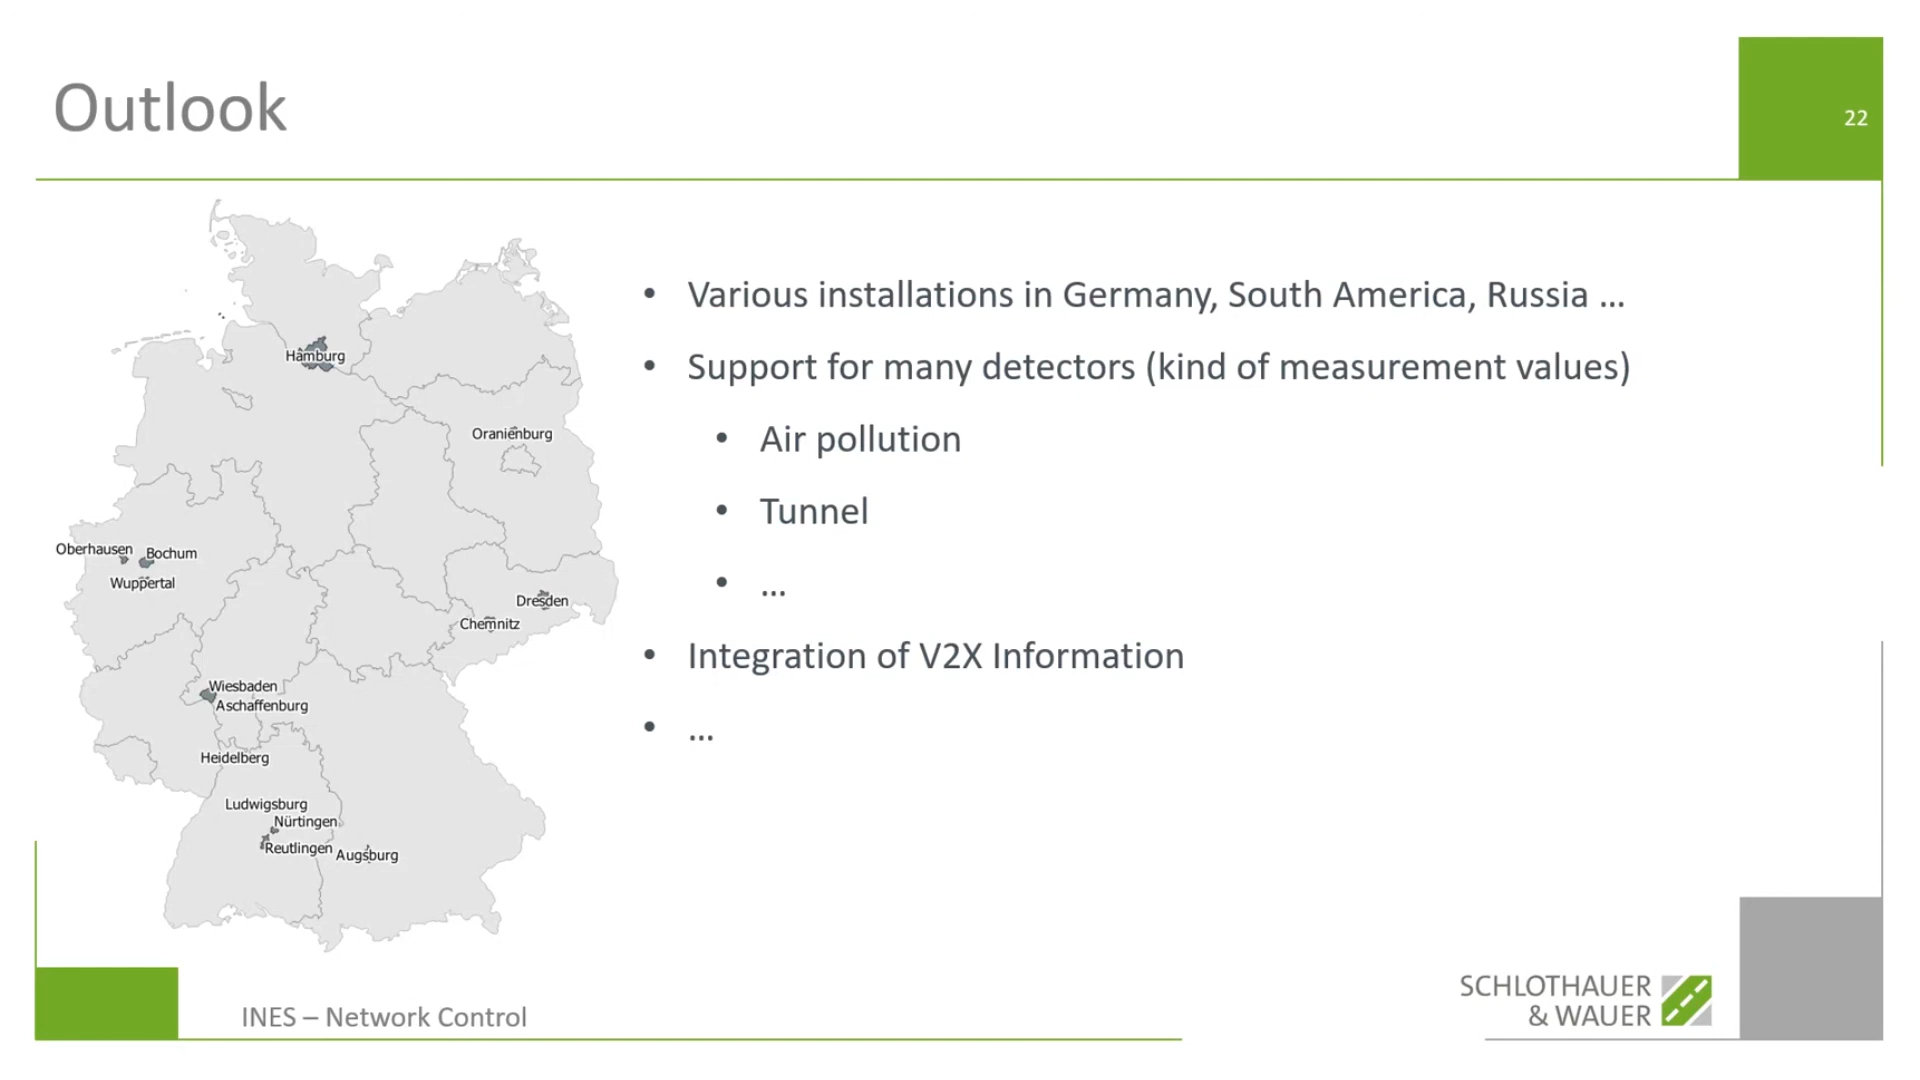 Outlook
22
Hamburg
Oranienburg
Oberhausen
Bochum
Wuppertal
Dresden
Chemnitz
Wiesbaden
Aschaffenburg
Heidelberg
Ludwigsburg
Nürtingen
Reutlingen
Augsburg
• Various installations in Germany, South America, Russia ...
• Support for many detectors (kind of measurement values)
• Air pollution
• Tunnel
• ...
• Integration of V2X Information
• ...
INES – Network Control
SCHLOTHAUER
& WAUER